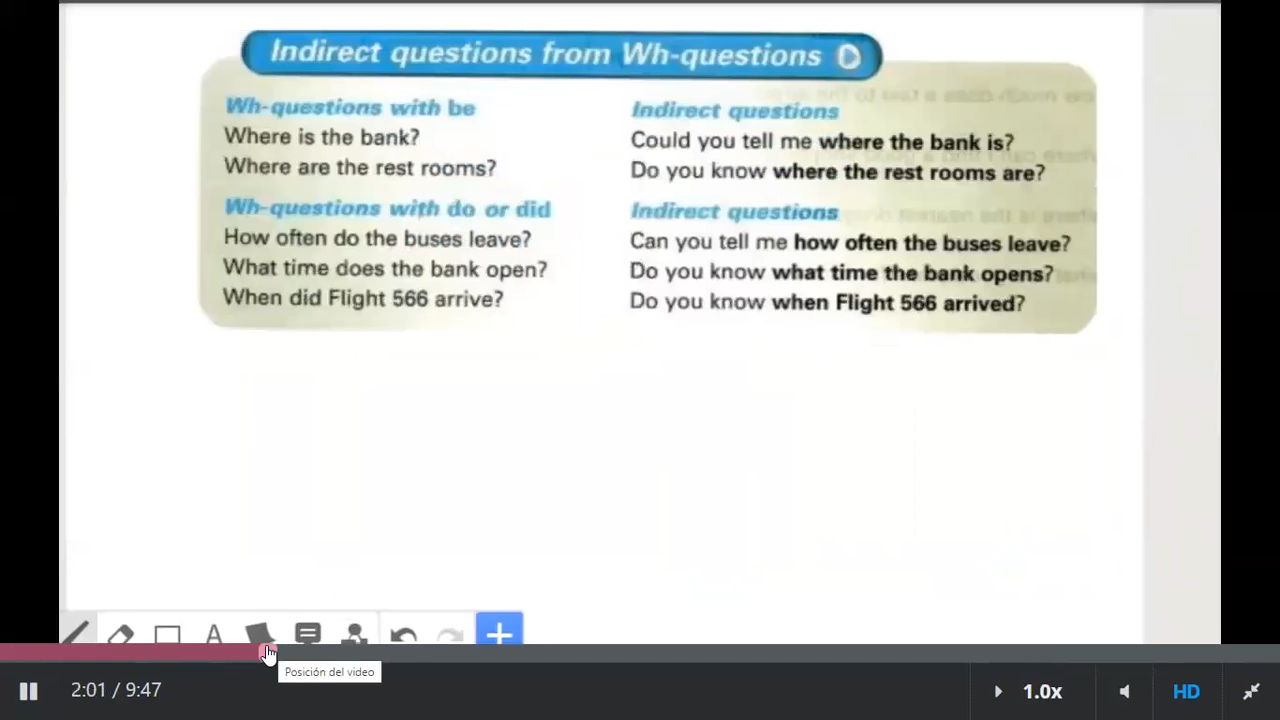 Indirect questions from Wh-questions
Wh-questions with be
Where is the bank?
Where are the rest rooms?
Wh-questions with do or did
How often do the buses leave?
What time does the bank open?
When did Flight 566 arrive?
Indirect questions
Could you tell me where the bank is?
Do you know where the rest rooms are?
Indirect questions
Can you tell me how often the buses leave?
Do you know what time the bank opens?
Do you know when Flight 566 arrived?
A
Posición del video
2:01 / 9:47
1.0x
HD